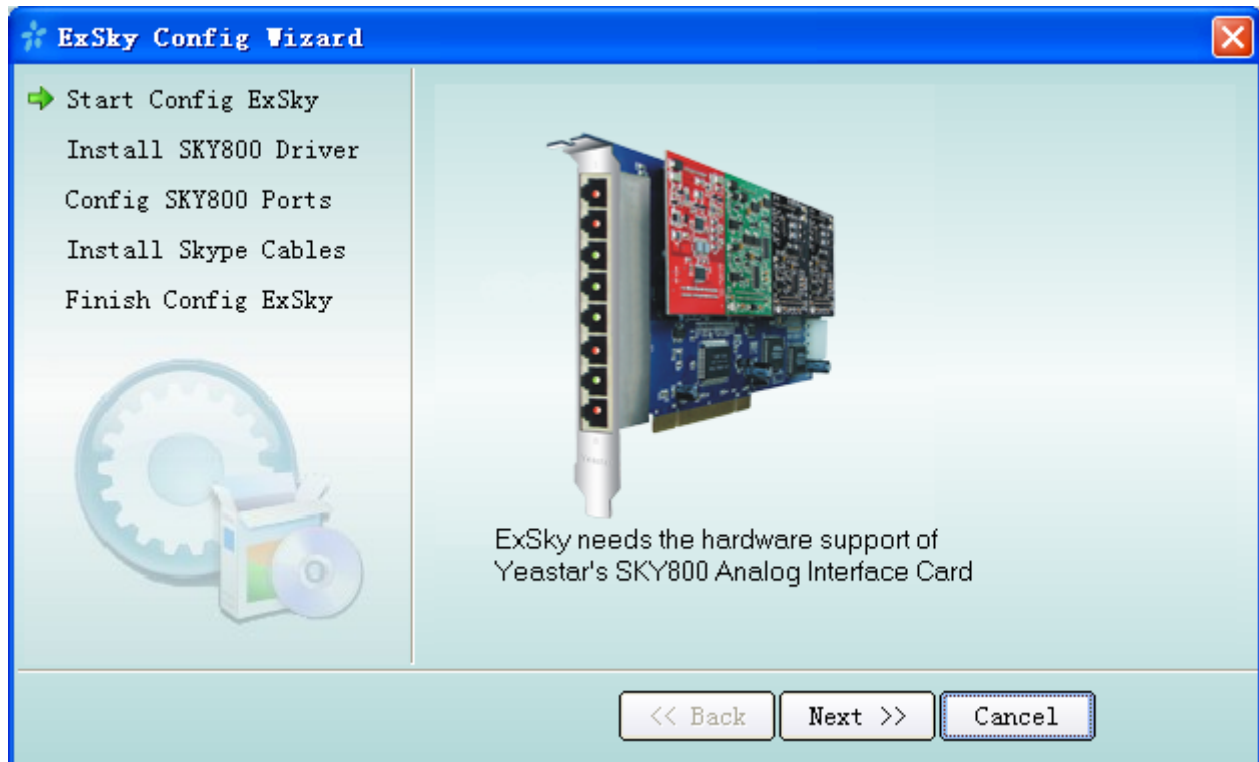 ExSky Config Wizard
Start Config ExSky
Install SKY800 Driver
Config SKY800 Ports
Install Skype Cables
Finish Config ExSky
ExSky needs the hardware support of
Yeastar's SKY800 Analog Interface Card
<< Back
Next >>
Cancel